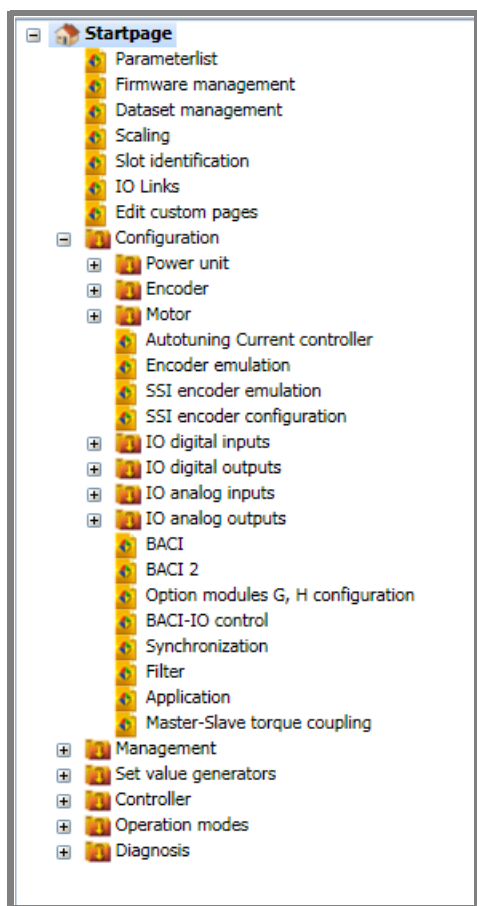 Startpage
Parameterlist
Firmware management
Dataset management
Scaling
Slot identification
IO Links
Edit custom pages
Configuration
Power unit
Encoder
Motor
Autotuning Current controller
Encoder emulation
SSI encoder emulation
SSI encoder configuration
IO digital inputs
IO digital outputs
IO analog inputs
IO analog outputs
BACI
BACI 2
Option modules G, H configuration
BACI-IO control
Synchronization
Filter
Application
Master-Slave torque coupling
Management
Set value generators
Controller
Operation modes
Diagnosis